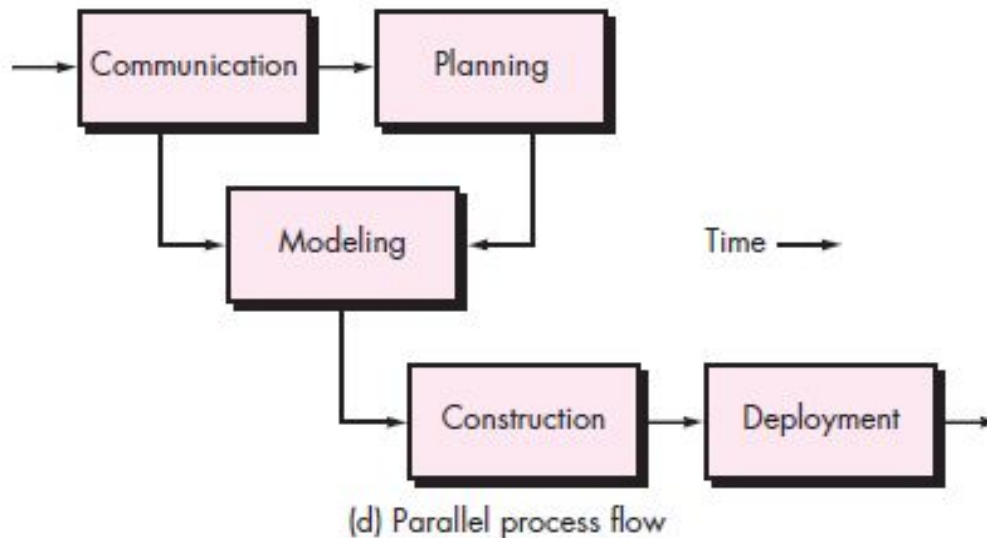 Communication
Planning
Modeling
Time
Construction
Deployment
(d) Parallel process flow